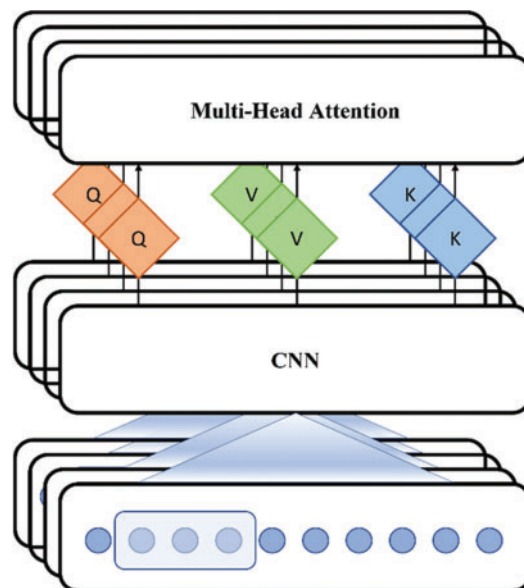 Multi-Head Attention
Q V K
Q V K
CNN